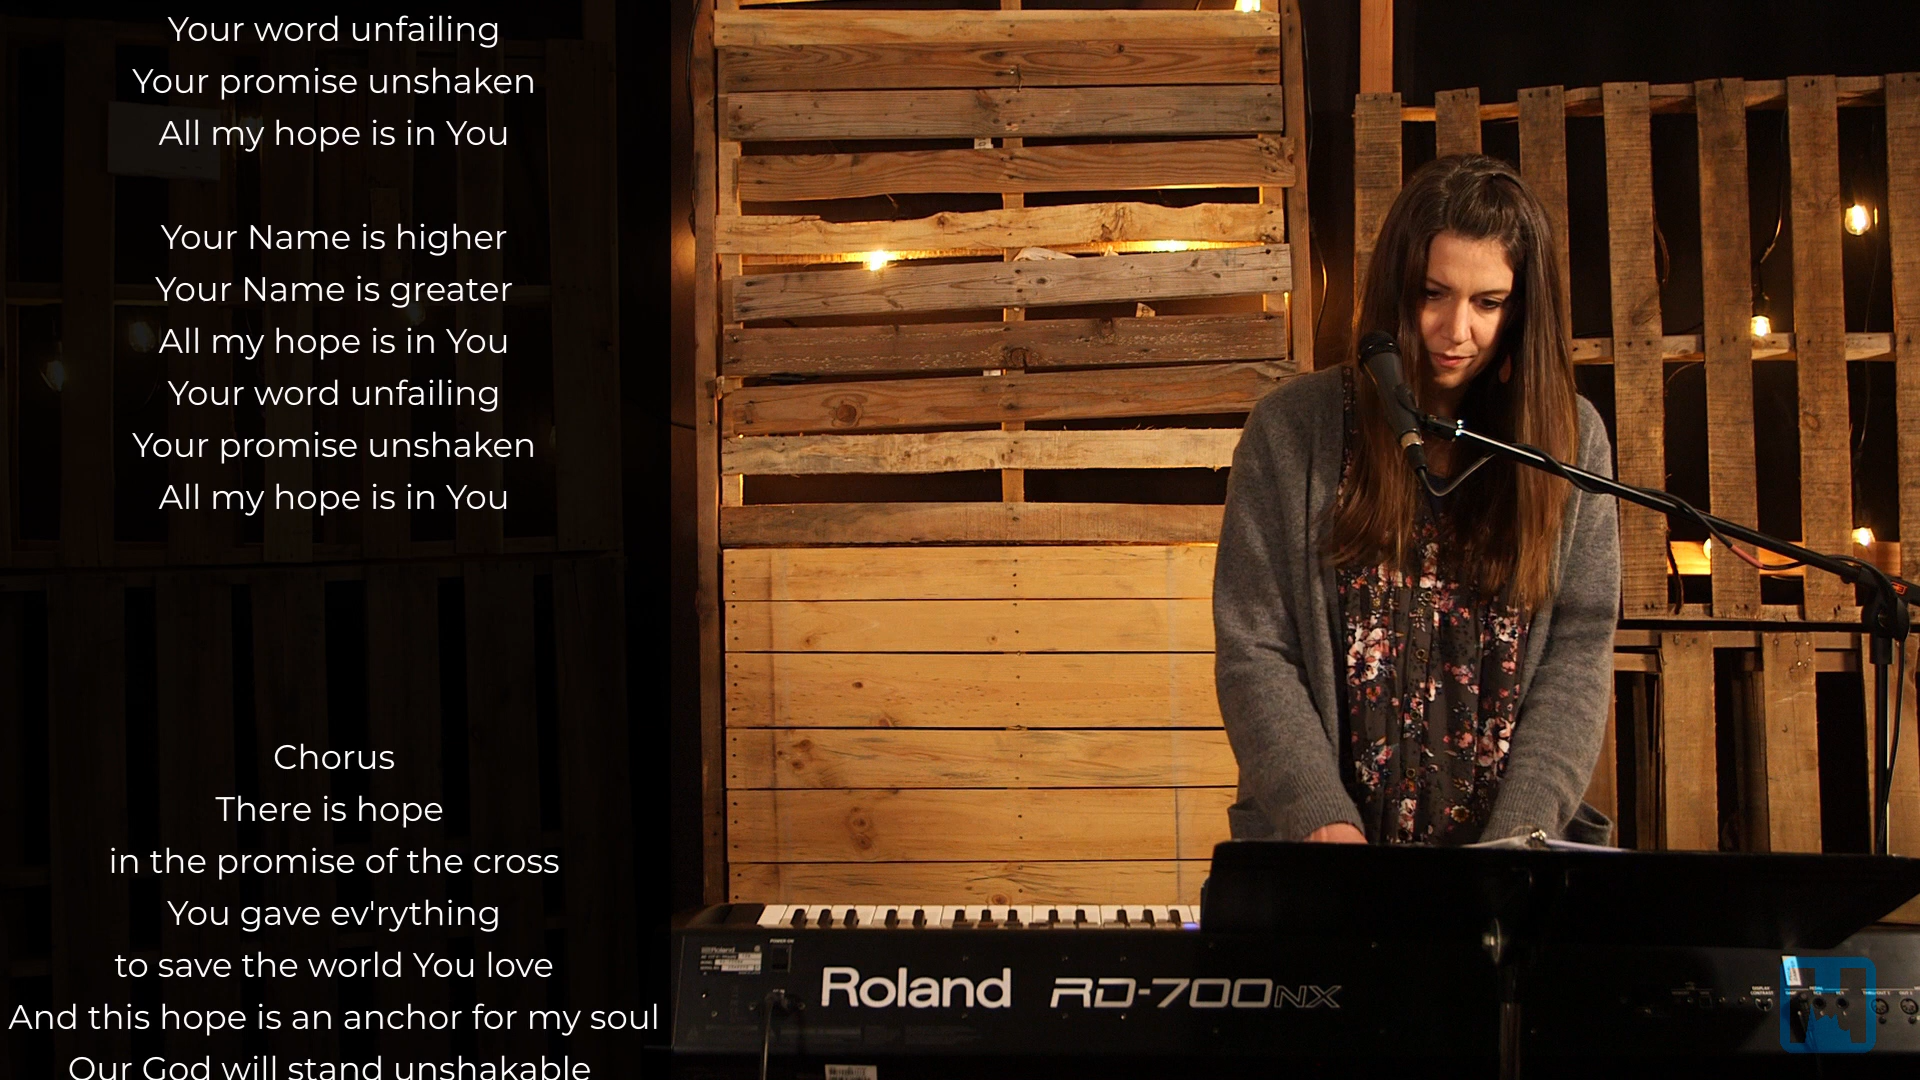 Your word unfailing
Your promise unshaken
All my hope is in You
Your Name is higher
Your Name is greater
All my hope is in You
Your word unfailing
Your promise unshaken
All my hope is in You
Chorus
There is hope
in the promise of the cross
You gave ev'rything
to save the world You love
And this hope is an anchor for my soul
Our God will stand unshakable
Roland
POWER ON
Roland RD-700NX